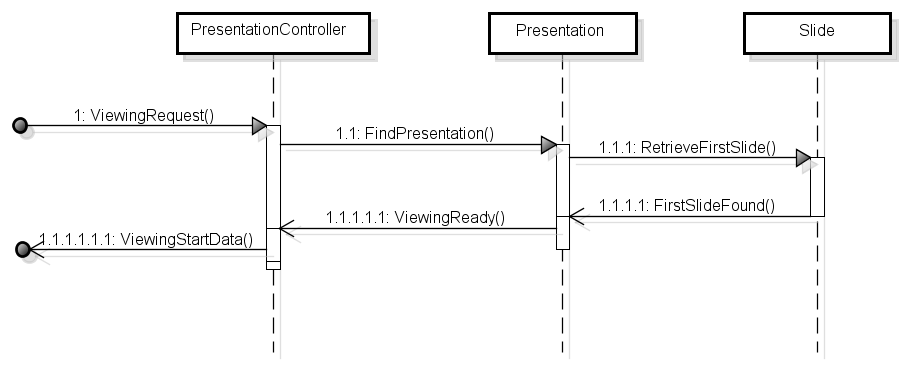 PresentationController
Presentation
Slide
1: ViewingRequest()
1.1: FindPresentation()
1.1.1: RetrieveFirstSlide()
1.1.1.1: FirstSlideFound()
1.1.1.1.1: ViewingReady()
1.1.1.1.1.1: ViewingStartData()